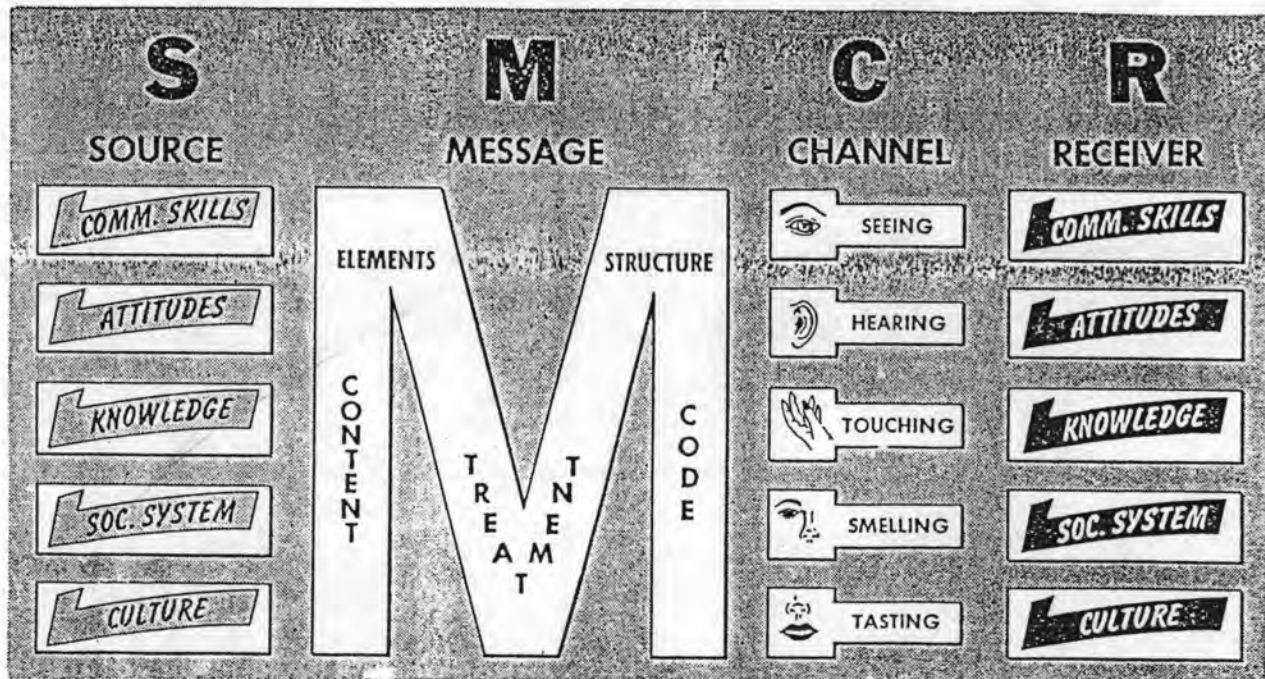 S M C R
SOURCE MESSAGE CHANNEL RECEIVER
COMM. SKILLS
ATTITUDES
KNOWLEDGE
SOC. SYSTEM
CULTURE
ELEMENTS STRUCTURE
CONTENT
TREATMENT
CODE
SEEING
HEARING
TOUCHING
SMELLING
TASTING
COMM. SKILLS
ATTITUDES
KNOWLEDGE
SOC. SYSTEM
CULTURE